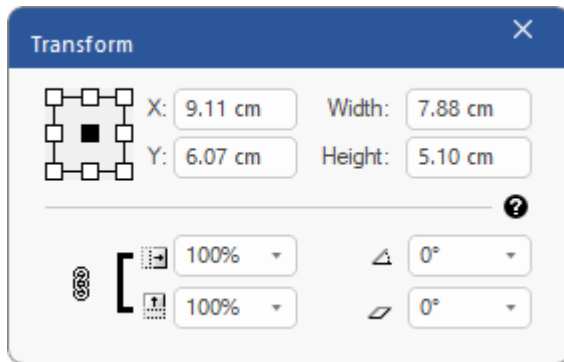 Transform
X: 9.11 cm Width: 7.88 cm
Y: 6.07 cm Height: 5.10 cm
?
100% 0°
100% 0°